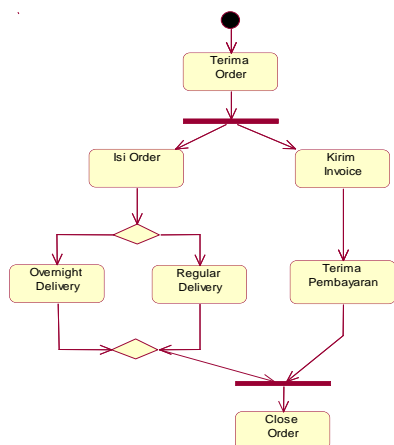 Terima
Order
Isi Order
Kirim
Invoice
Overnight
Delivery
Regular
Delivery
Terima
Pembayaran
Close
Order